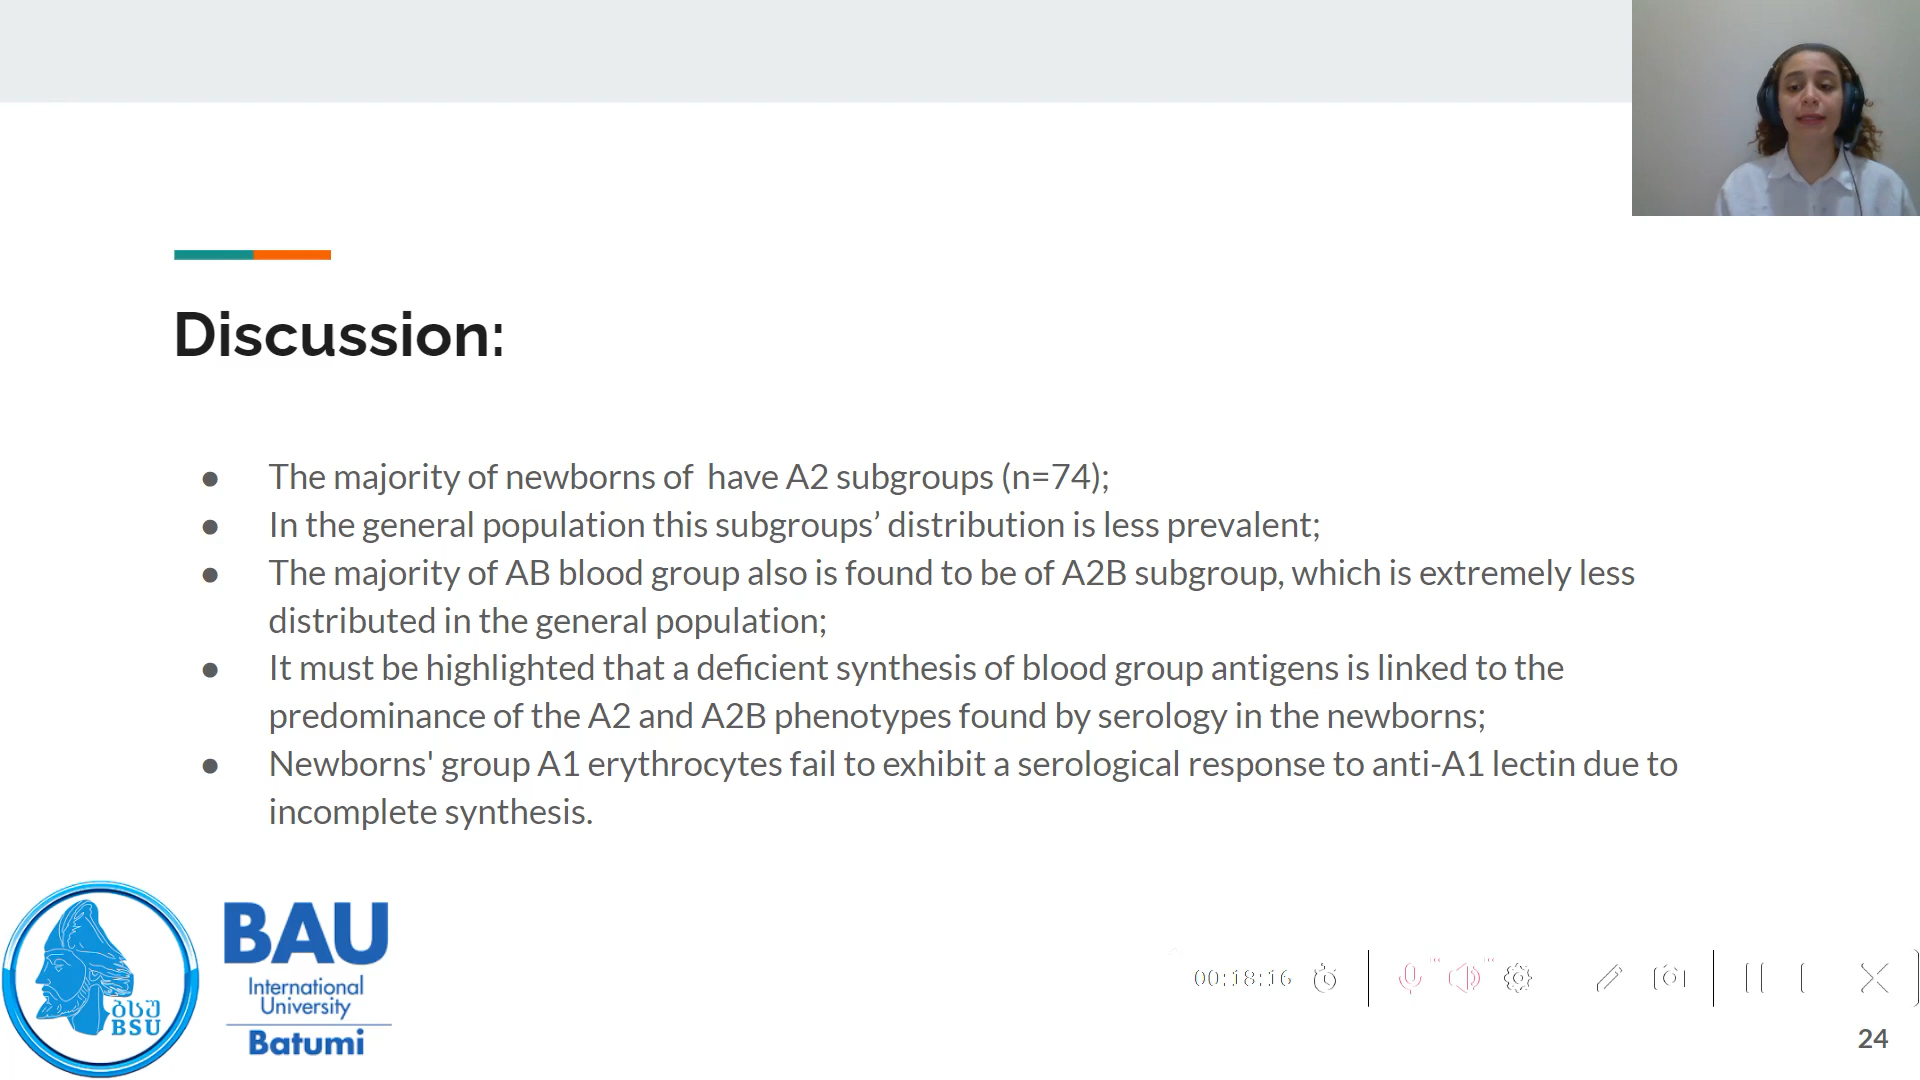 Discussion:
● The majority of newborns of  have A2 subgroups (n=74);
● In the general population this subgroups’ distribution is less prevalent;
● The majority of AB blood group also is found to be of A2B subgroup, which is extremely less
distributed in the general population;
● It must be highlighted that a deficient synthesis of blood group antigens is linked to the
predominance of the A2 and A2B phenotypes found by serology in the newborns;
● Newborns' group A1 erythrocytes fail to exhibit a serological response to anti-A1 lectin due to
incomplete synthesis.
ბსუ
BSU
BAU
International
University
Batumi
00:18:16
24